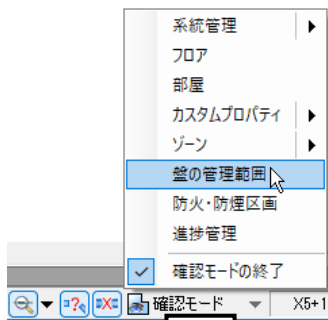 系統管理
フロア
部屋
カスタムプロパティ
ゾーン
盤の管理範囲
防火・防煙区画
進捗管理
確認モードの終了
確認モード X5+1